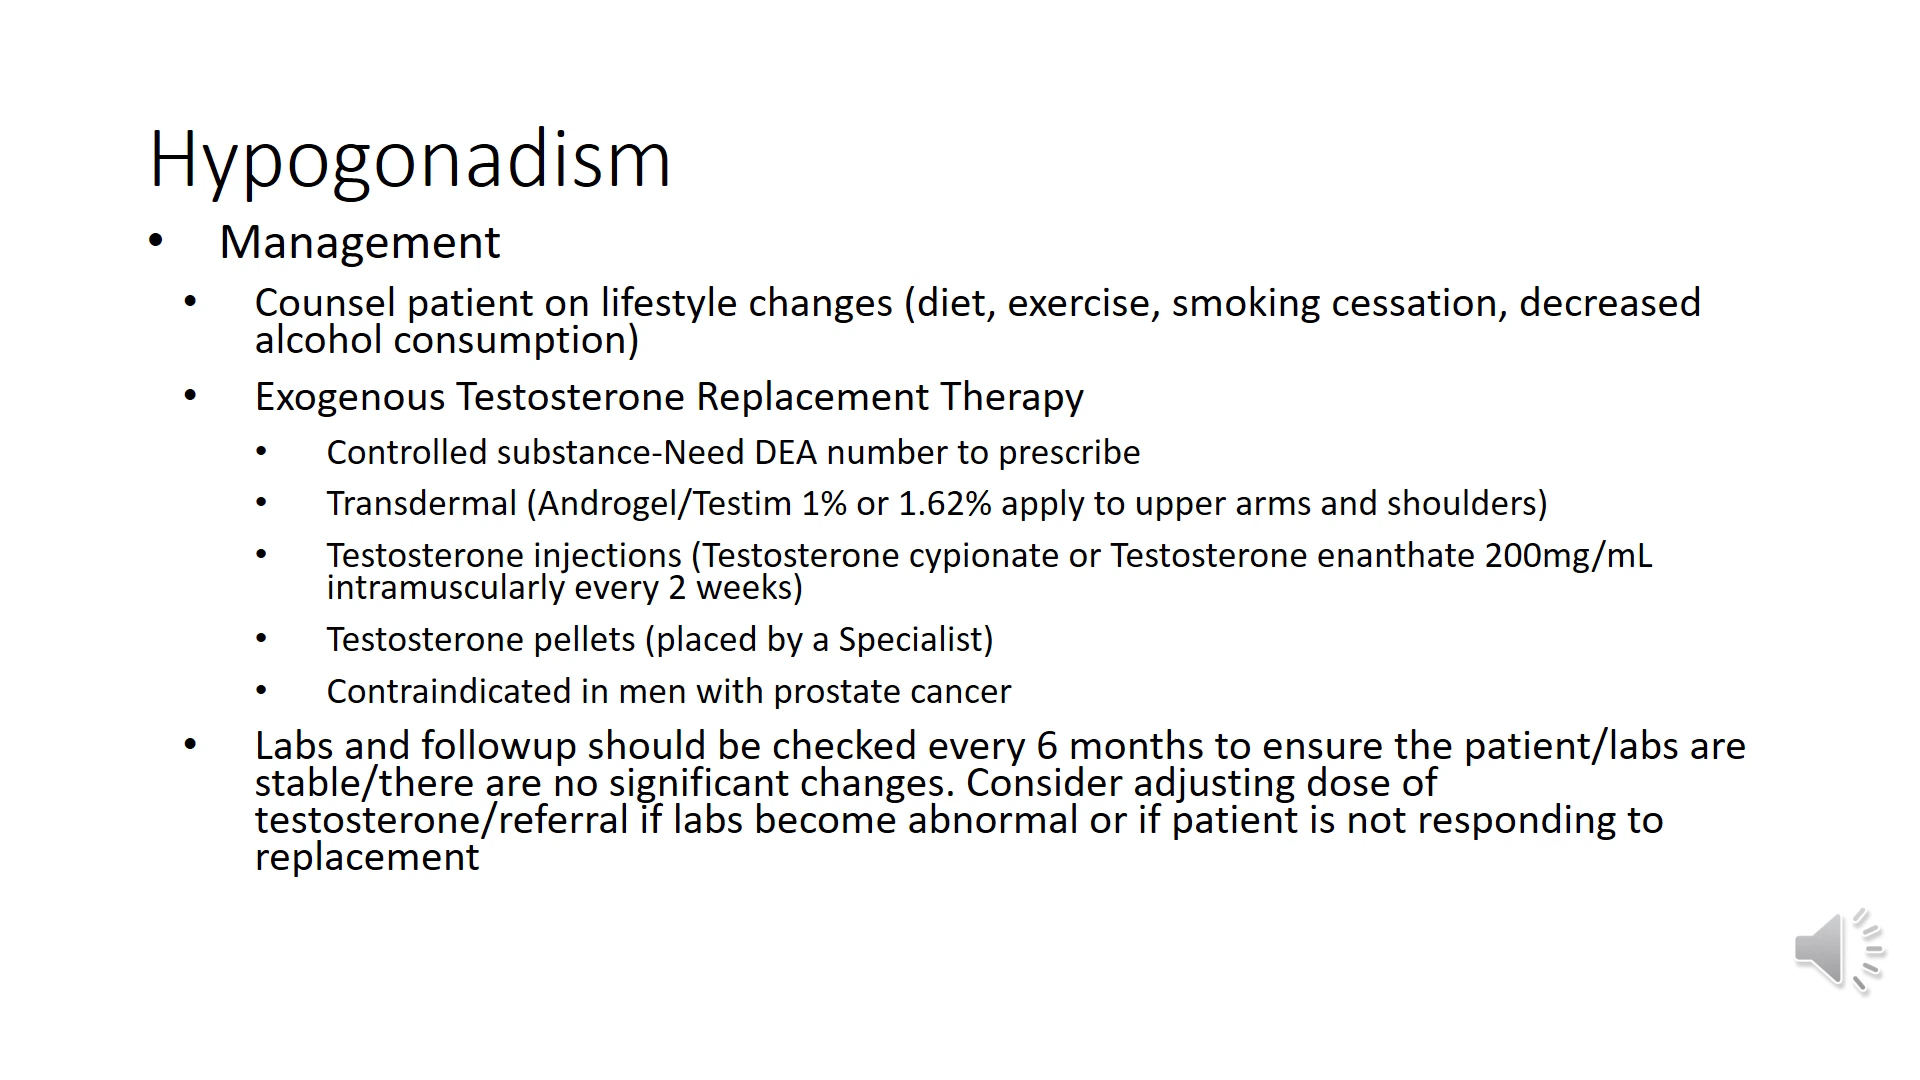 Hypogonadism
• Management
• Counsel patient on lifestyle changes (diet, exercise, smoking cessation, decreased
alcohol consumption)
• Exogenous Testosterone Replacement Therapy
• Controlled substance-Need DEA number to prescribe
• Transdermal (Androgel/Testim 1% or 1.62% apply to upper arms and shoulders)
• Testosterone injections (Testosterone cypionate or Testosterone enanthate 200mg/mL
intramuscularly every 2 weeks)
• Testosterone pellets (placed by a Specialist)
• Contraindicated in men with prostate cancer
• Labs and followup should be checked every 6 months to ensure the patient/labs are
stable/there are no significant changes. Consider adjusting dose of
testosterone/referral if labs become abnormal or if patient is not responding to
replacement